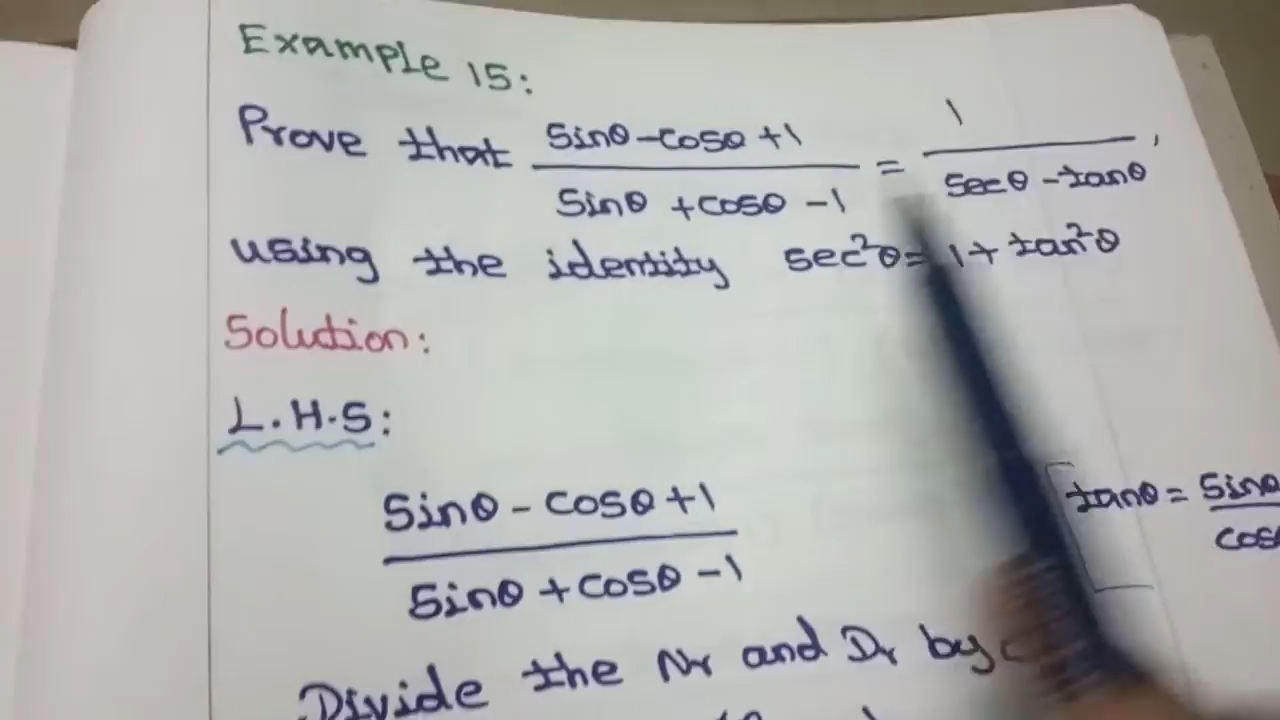 Example 15:
Prove that (sinθ-cosθ+1)/(sinθ+cosθ-1) = 1/(secθ-tanθ),
using the identity sec²θ = 1+tan²θ
Solution:
L.H.S:
(sinθ-cosθ+1)/(sinθ+cosθ-1)
tanθ = sinθ
Divide the Nr and Dr by